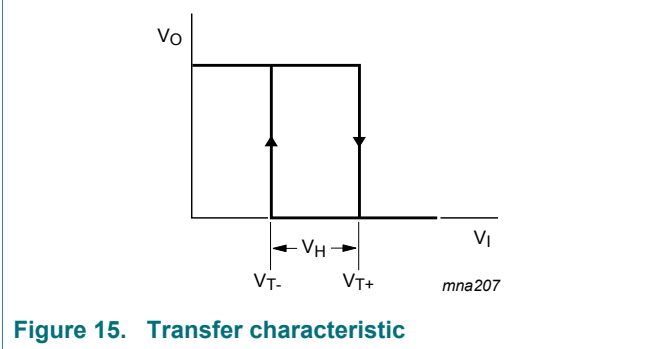 VO
VH
VI
VT-
VT+
mna207
Figure 15. Transfer characteristic